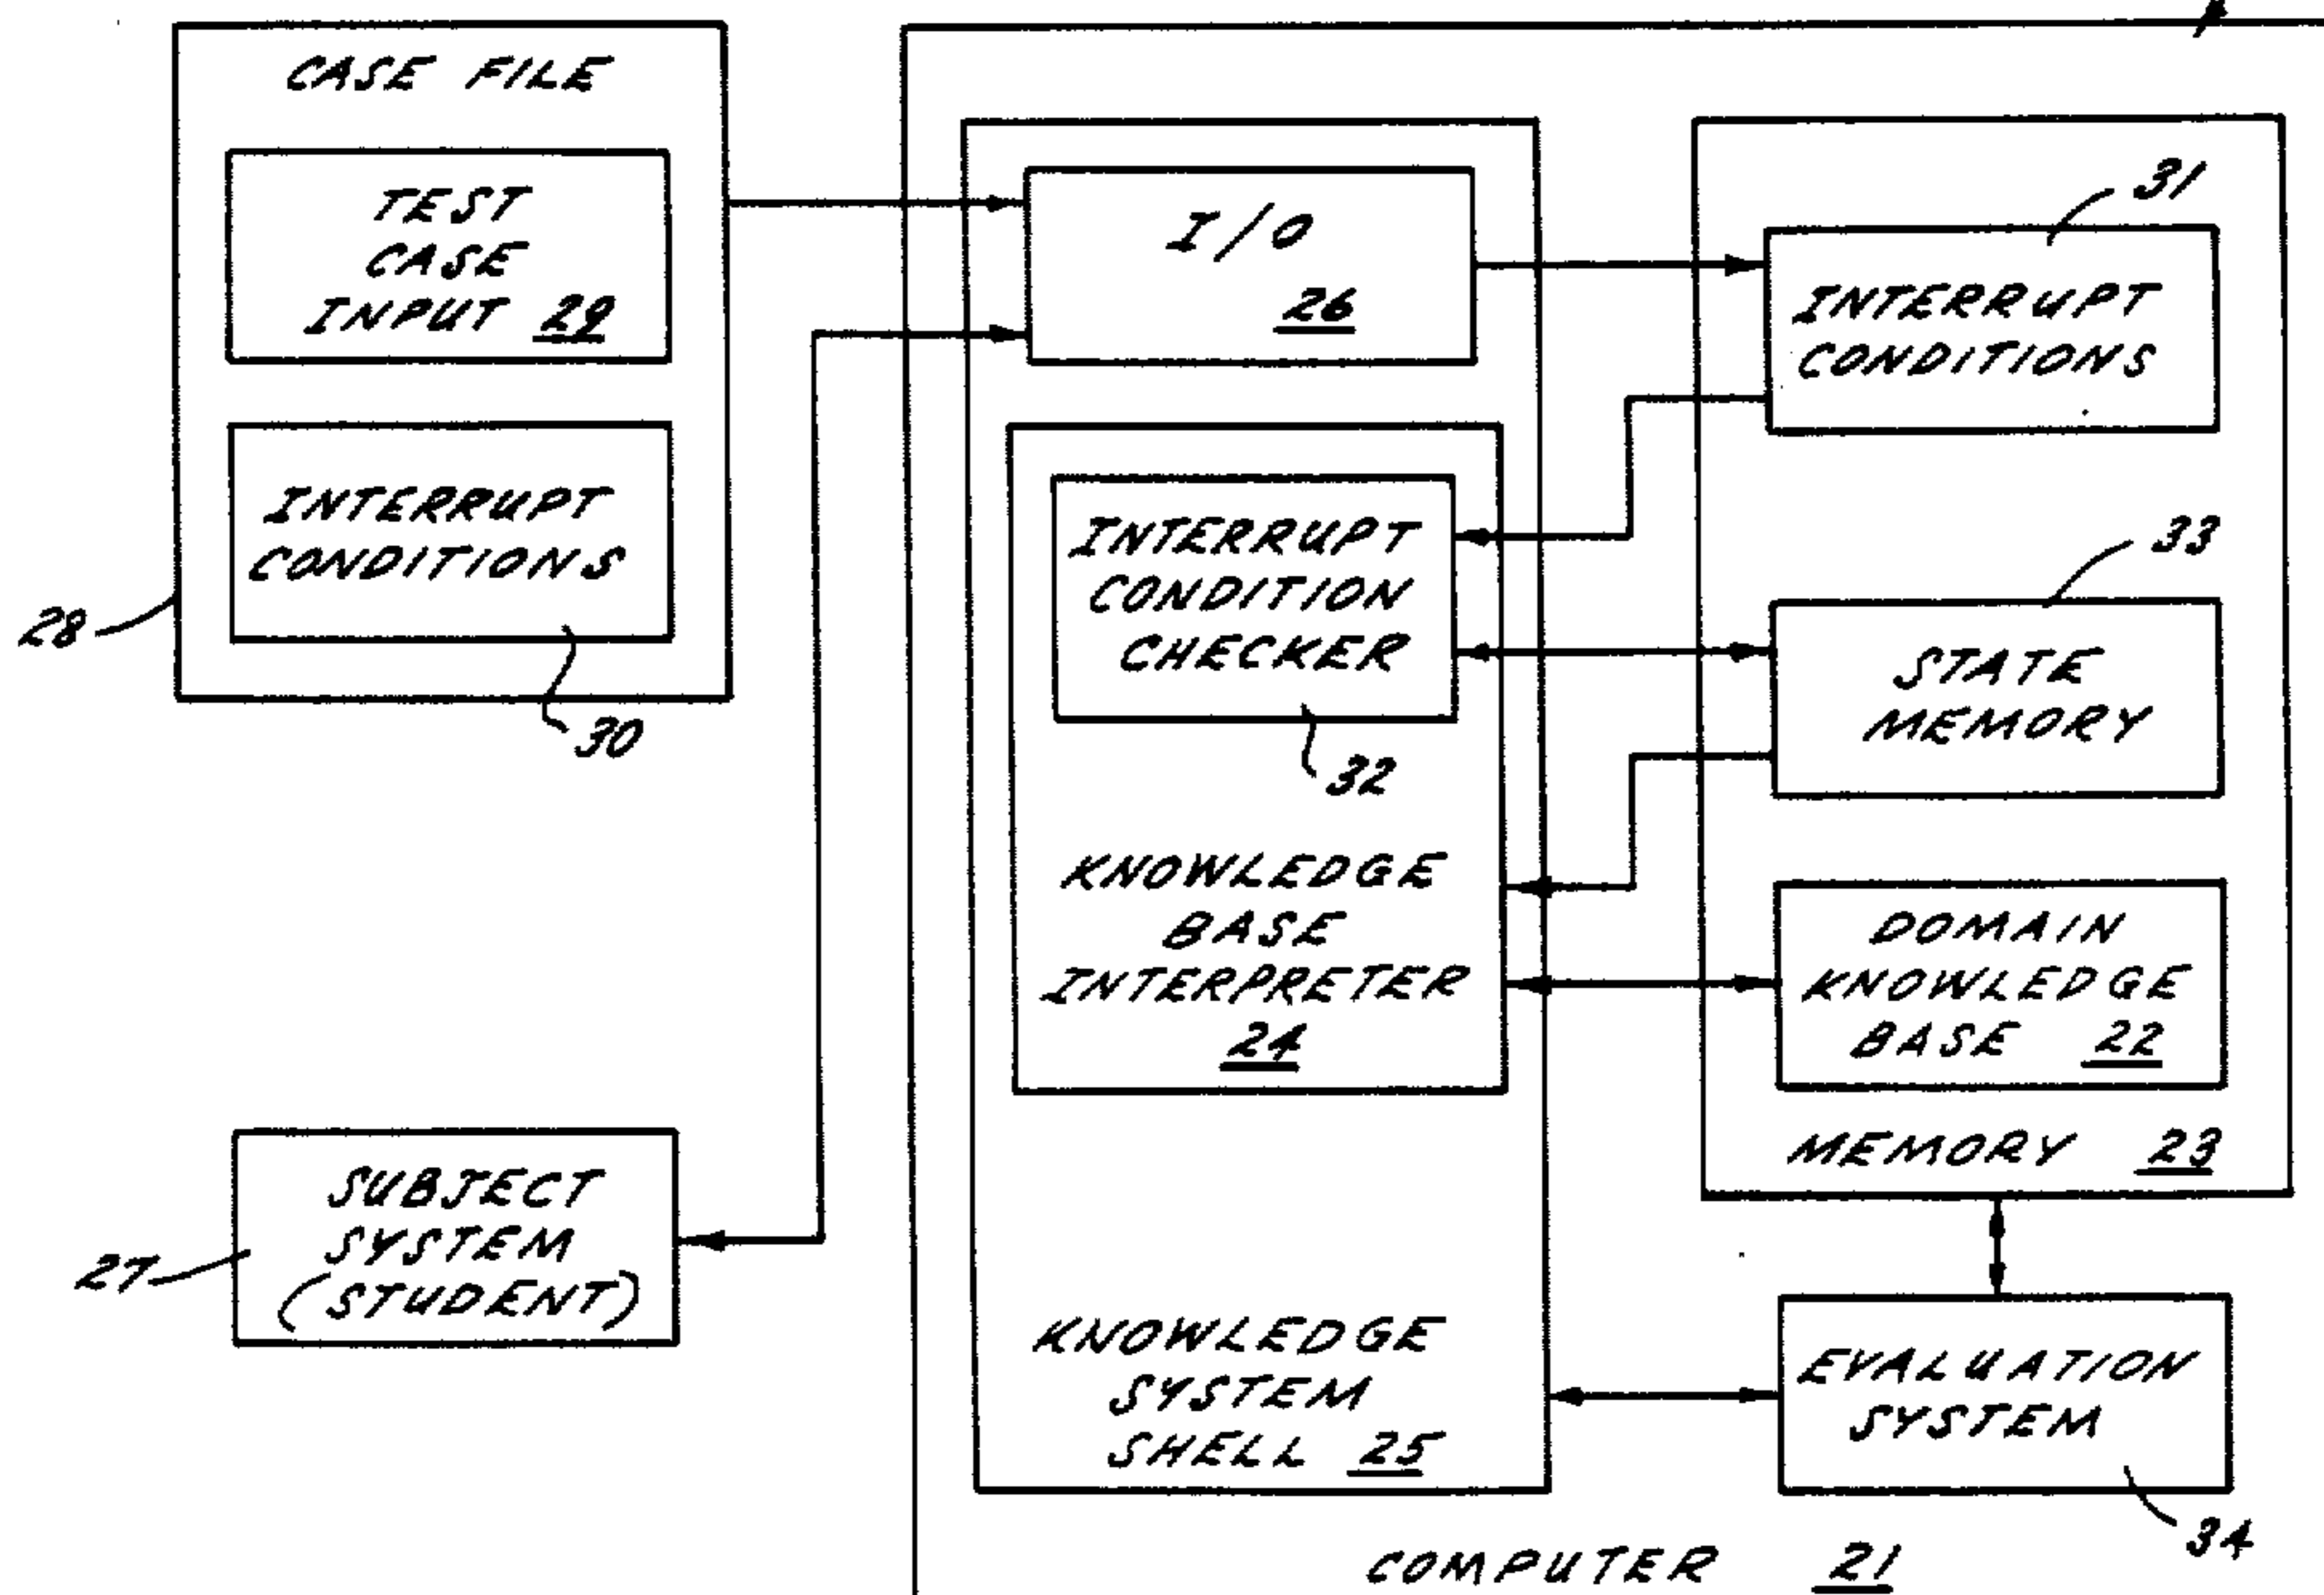 CASE FILE
TEST
CASE
INPUT 29
INTERRUPT
CONDITIONS
28
30
SUBJECT
SYSTEM
(STUDENT)
27
I/O
26
INTERRUPT
CONDITION
CHECKER
32
KNOWLEDGE
BASE
INTERPRETER
24
KNOWLEDGE
SYSTEM
SHELL 25
31
INTERRUPT
CONDITIONS
33
STATE
MEMORY
DOMAIN
KNOWLEDGE
BASE 22
MEMORY 23
EVALUATION
SYSTEM
34
COMPUTER 21